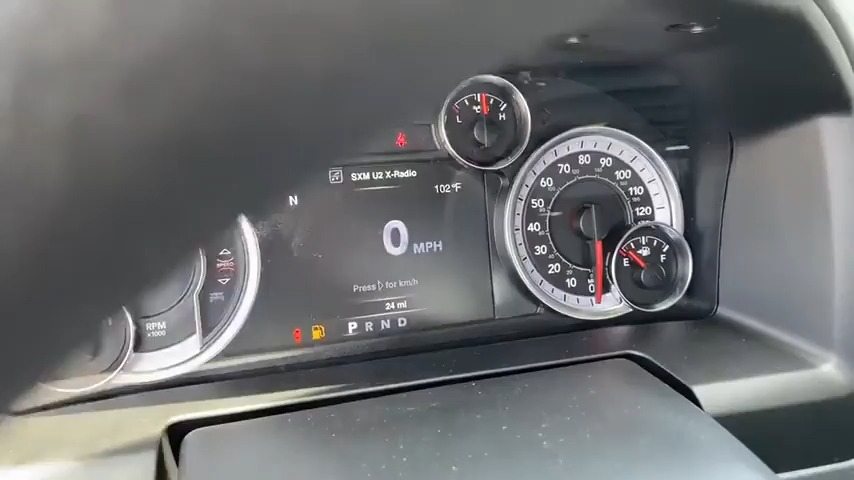 L H
SXM U2 X-Radio
102°F
N
0 MPH
Press ▷ for km/h
24 mi
P R N D
RPM
x1000
0
10
20
30
40
50
60
70
80
90
100
110
120
E F